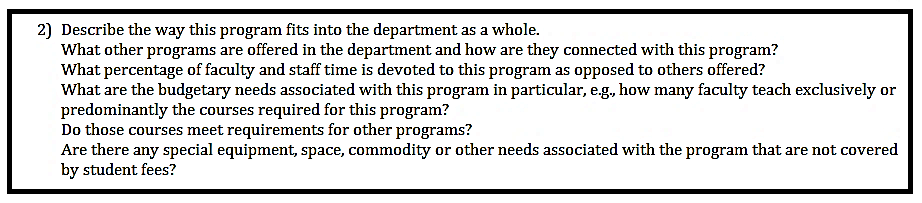 2) Describe the way this program fits into the department as a whole.
What other programs are offered in the department and how are they connected with this program?
What percentage of faculty and staff time is devoted to this program as opposed to others offered?
What are the budgetary needs associated with this program in particular, e.g., how many faculty teach exclusively or
predominantly the courses required for this program?
Do those courses meet requirements for other programs?
Are there any special equipment, space, commodity or other needs associated with the program that are not covered
by student fees?